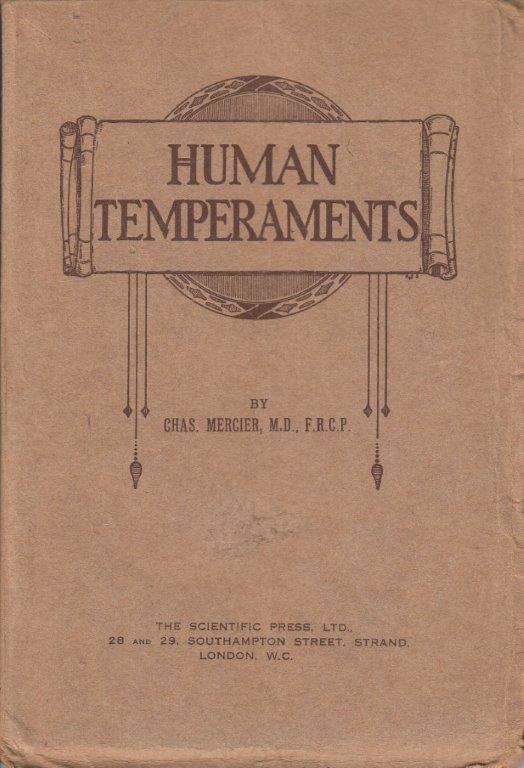 HUMAN
TEMPERAMENTS
BY
CHAS. MERCIER, M.D., F.R.C.P.
THE SCIENTIFIC PRESS, LTD.,
28 AND 29, SOUTHAMPTON STREET, STRAND,
LONDON, W.C.